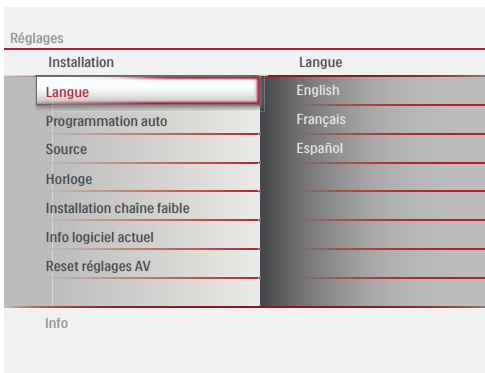 Réglages
Installation
Langue
Langue
English
Programmation auto
Français
Source
Español
Horloge
Installation chaîne faible
Info logiciel actuel
Reset réglages AV
Info